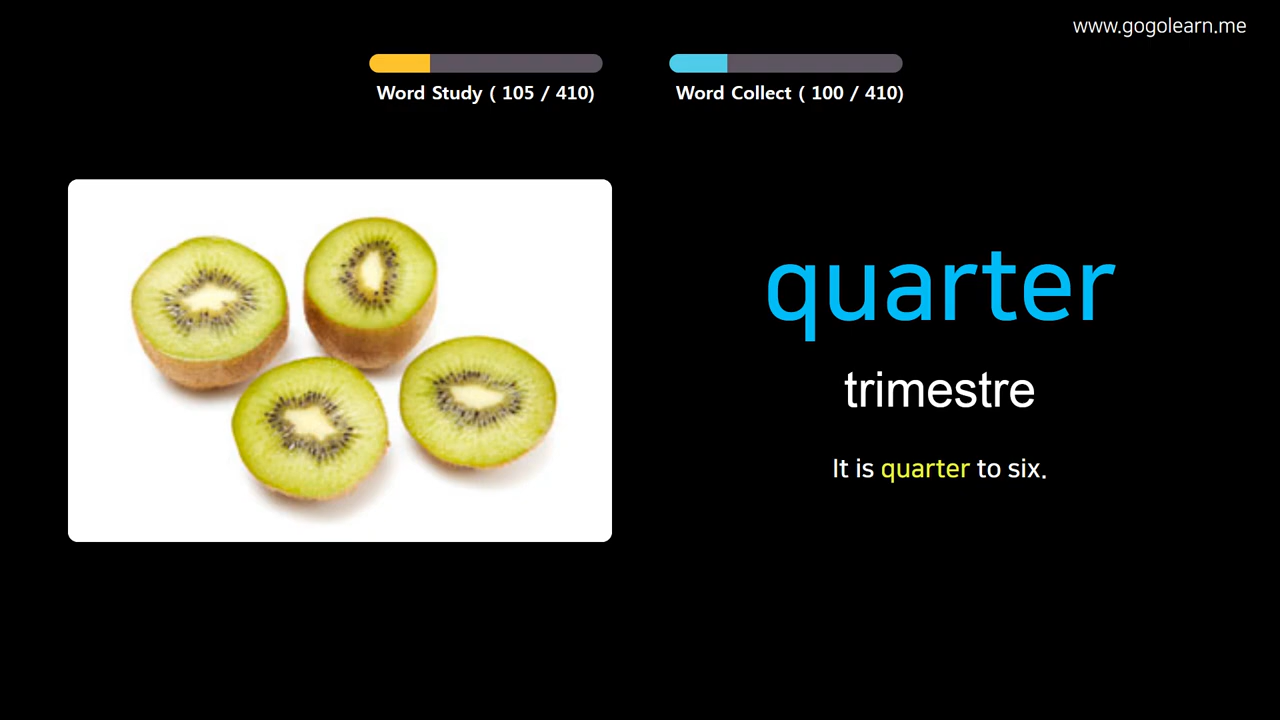 www.gogolearn.me
Word Study ( 105 / 410)
Word Collect ( 100 / 410)
quarter
trimestre
It is quarter to six.